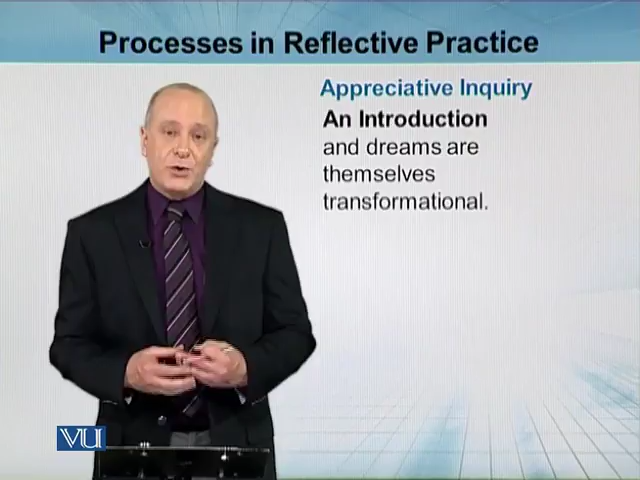 Processes in Reflective Practice
Appreciative Inquiry
An Introduction
and dreams are
themselves
transformational.
VU